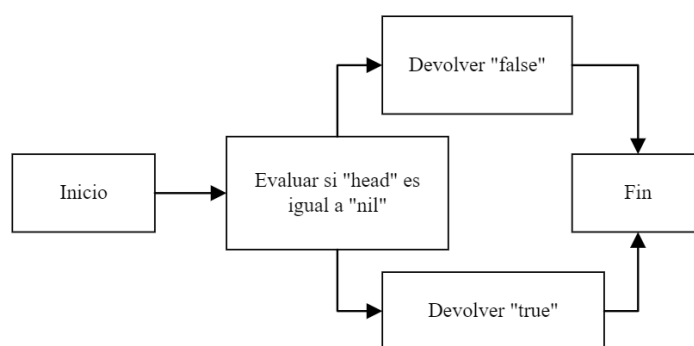 Inicio
Evaluar si "head" es
igual a "nil"
Devolver "false"
Devolver "true"
Fin